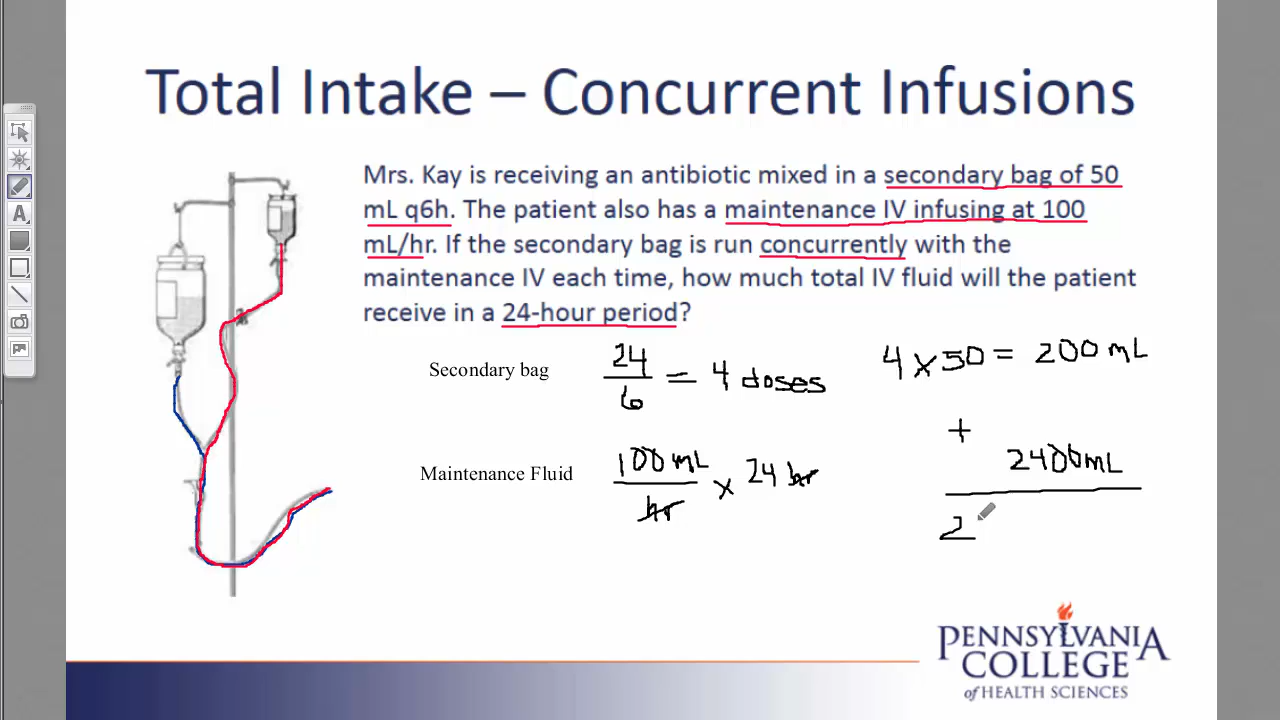 Total Intake – Concurrent Infusions
Mrs. Kay is receiving an antibiotic mixed in a secondary bag of 50
mL q6h. The patient also has a maintenance IV infusing at 100
mL/hr. If the secondary bag is run concurrently with the
maintenance IV each time, how much total IV fluid will the patient
receive in a 24-hour period?
Secondary bag
24
6
= 4 doses
4 x 50 = 200 mL
Maintenance Fluid
100 mL
hr
x 24 hr
+
2400 mL
2
A
PENNSYLVANIA
COLLEGE
of HEALTH SCIENCES